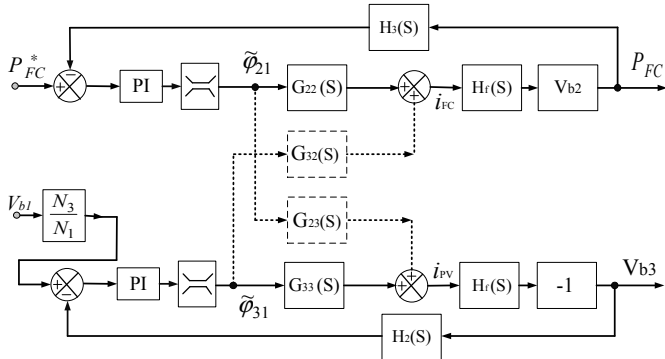 H3(S)
P*FC
−
+
PI
φ̃21
G22(S)
+
+
iFC
Hf(S)
Vb2
PFC
G32(S)
Vb1
N3
N1
G23(S)
+
−
PI
φ̃31
G33(S)
+
+
iPV
Hf(S)
-1
Vb3
H2(S)